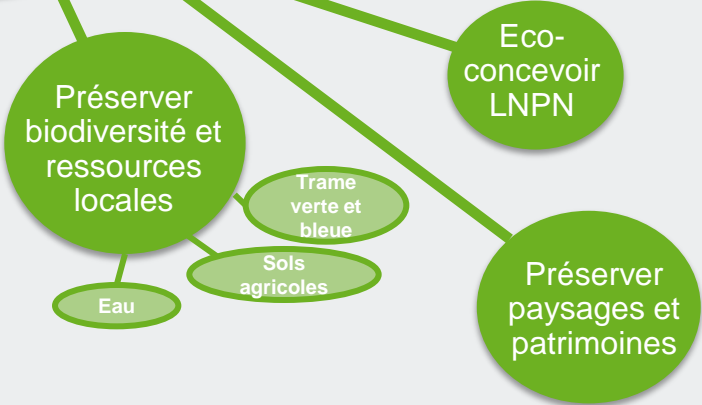 Eco-
concevoir
LNPN
Préserver
biodiversité et
ressources
locales
Trame
verte et
bleue
Sols
agricoles
Eau
Préserver
paysages et
patrimoines